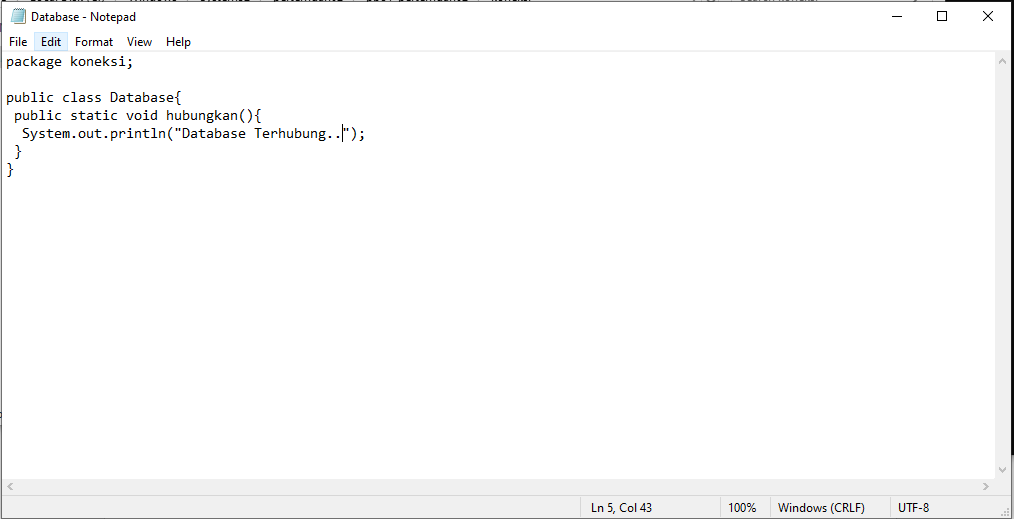 Database - Notepad
File Edit Format View Help
package koneksi;

public class Database{
 public static void hubungkan(){
  System.out.println("Database Terhubung..");
 }
}
Ln 5, Col 43 100% Windows (CRLF) UTF-8